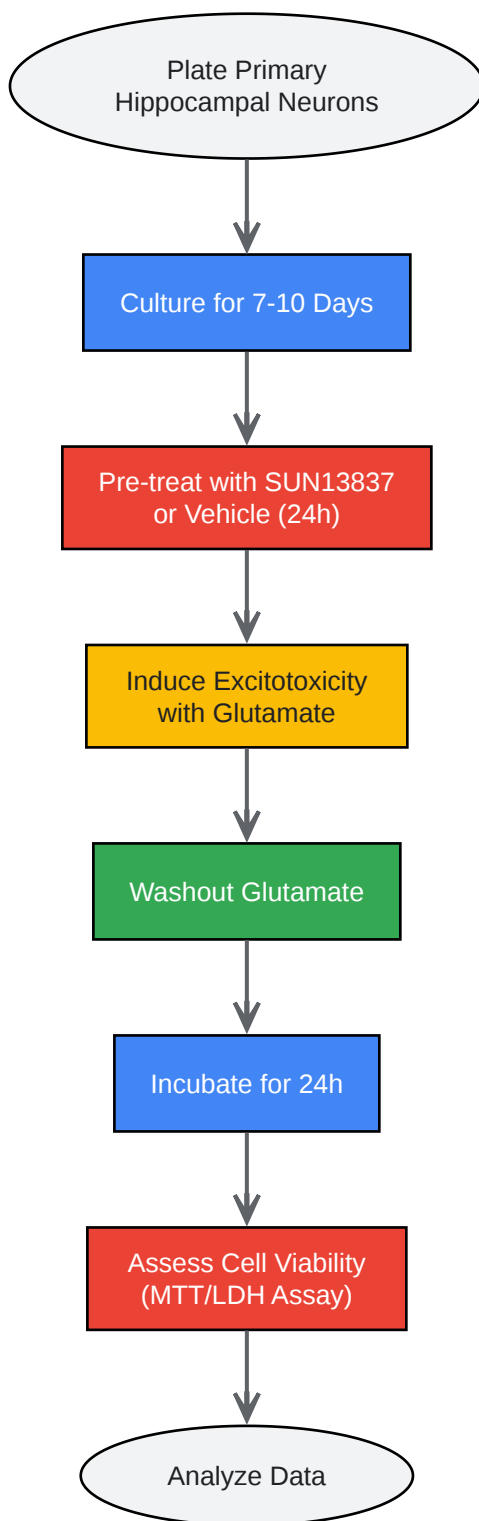 Plate Primary
Hippocampal Neurons
Culture for 7-10 Days
Pre-treat with SUN13837
or Vehicle (24h)
Induce Excitotoxicity
with Glutamate
Washout Glutamate
Incubate for 24h
Assess Cell Viability
(MTT/LDH Assay)
Analyze Data